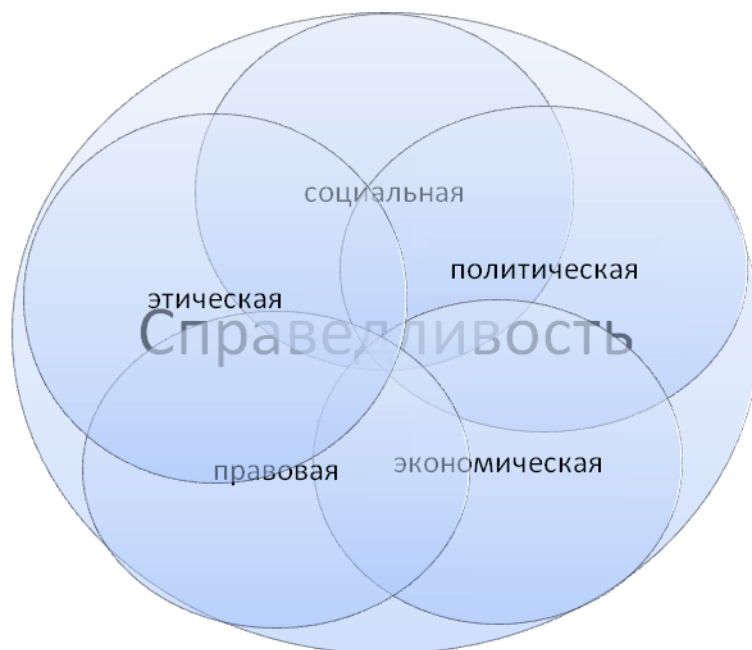 социальная
политическая
этическая
Справедливость
правовая
экономическая